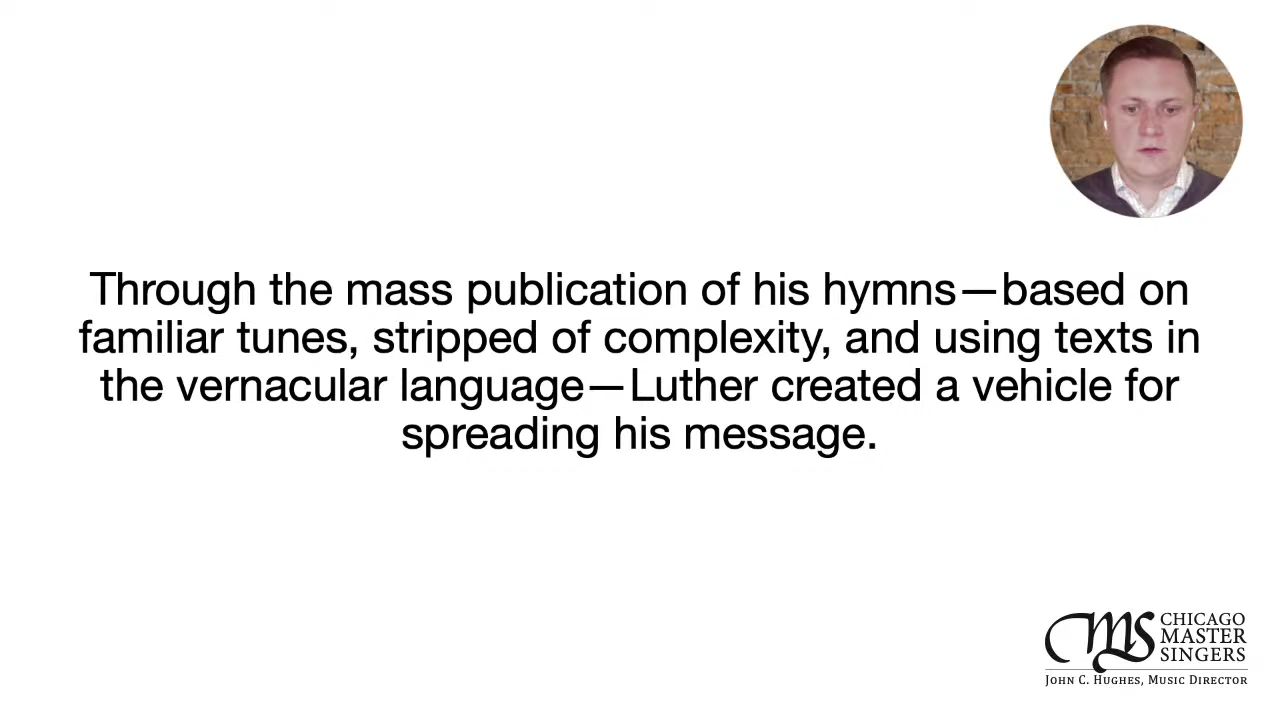 Through the mass publication of his hymns—based on
familiar tunes, stripped of complexity, and using texts in
the vernacular language—Luther created a vehicle for
spreading his message.
CMS CHICAGO
MASTER
SINGERS
John C. Hughes, Music Director